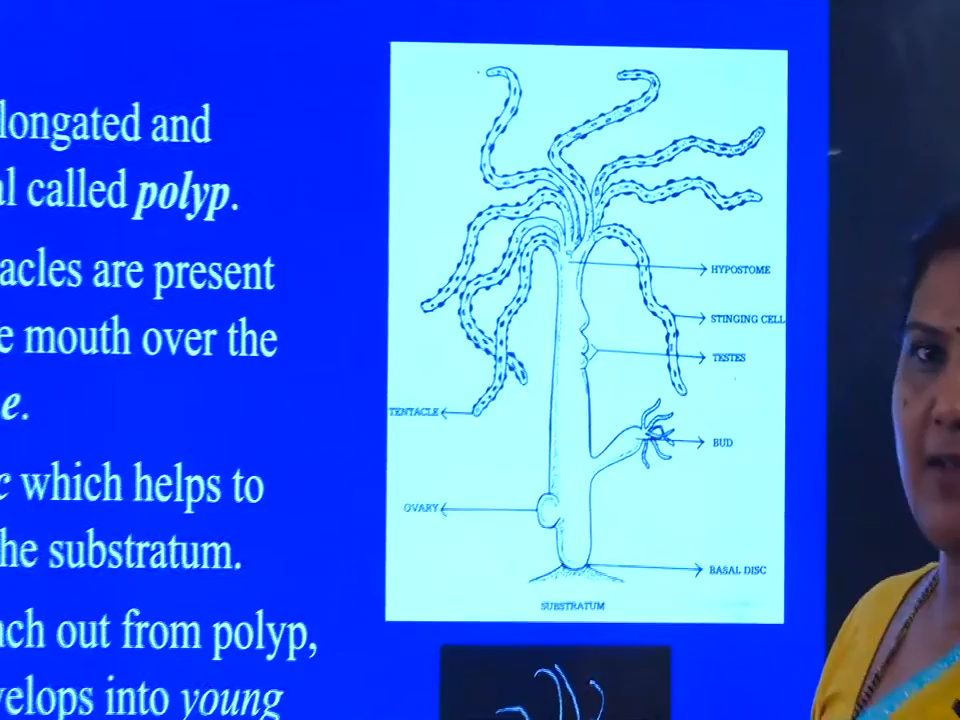 longated and
al called polyp.
acles are present
e mouth over the
e.
c which helps to
he substratum.
ch out from polyp,
velops into young
HYPOSTOME
STINGING CELL
TESTES
TENTACLE
BUD
OVARY
BASAL DISC
SUBSTRATUM